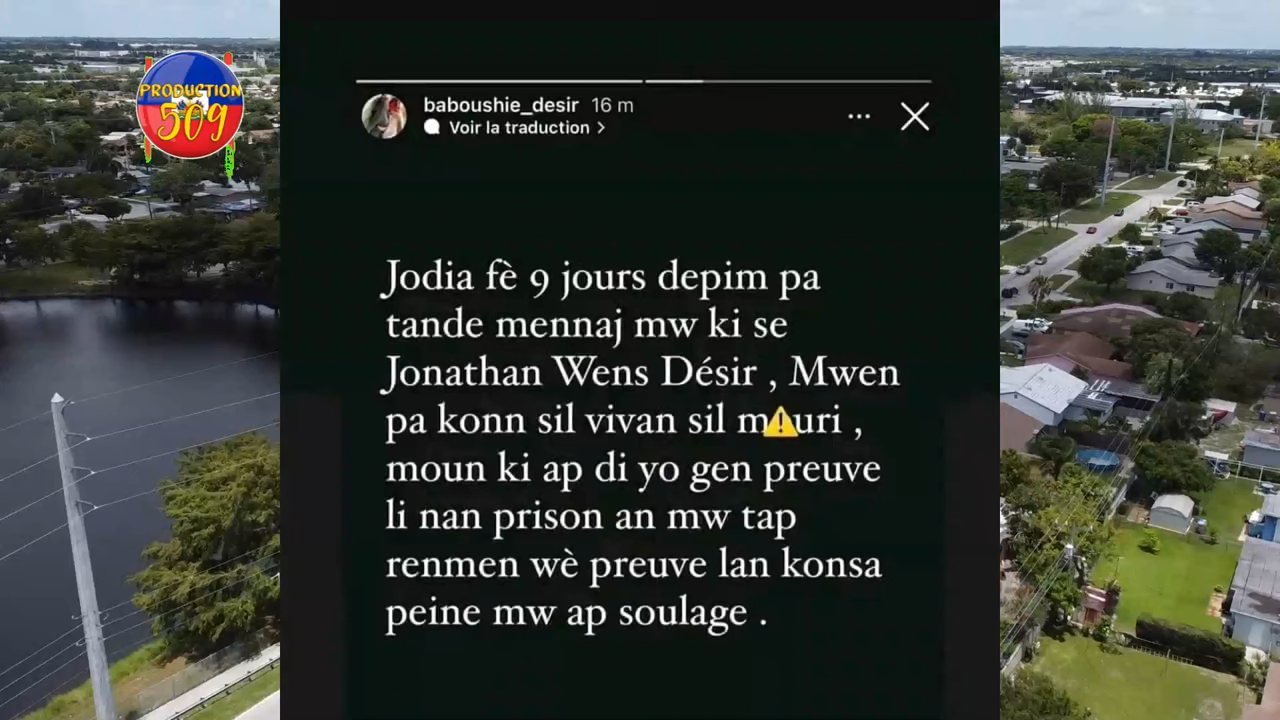 PRODUCTION
509
baboushie_desir 16 m
Voir la traduction >
Jodia fè 9 jours depim pa
tande mennaj mw ki se
Jonathan Wens Désir , Mwen
pa konn sil vivan sil m⚠️uri ,
moun ki ap di yo gen preuve
li nan prison an mw tap
renmen wè preuve lan konsa
peine mw ap soulage .